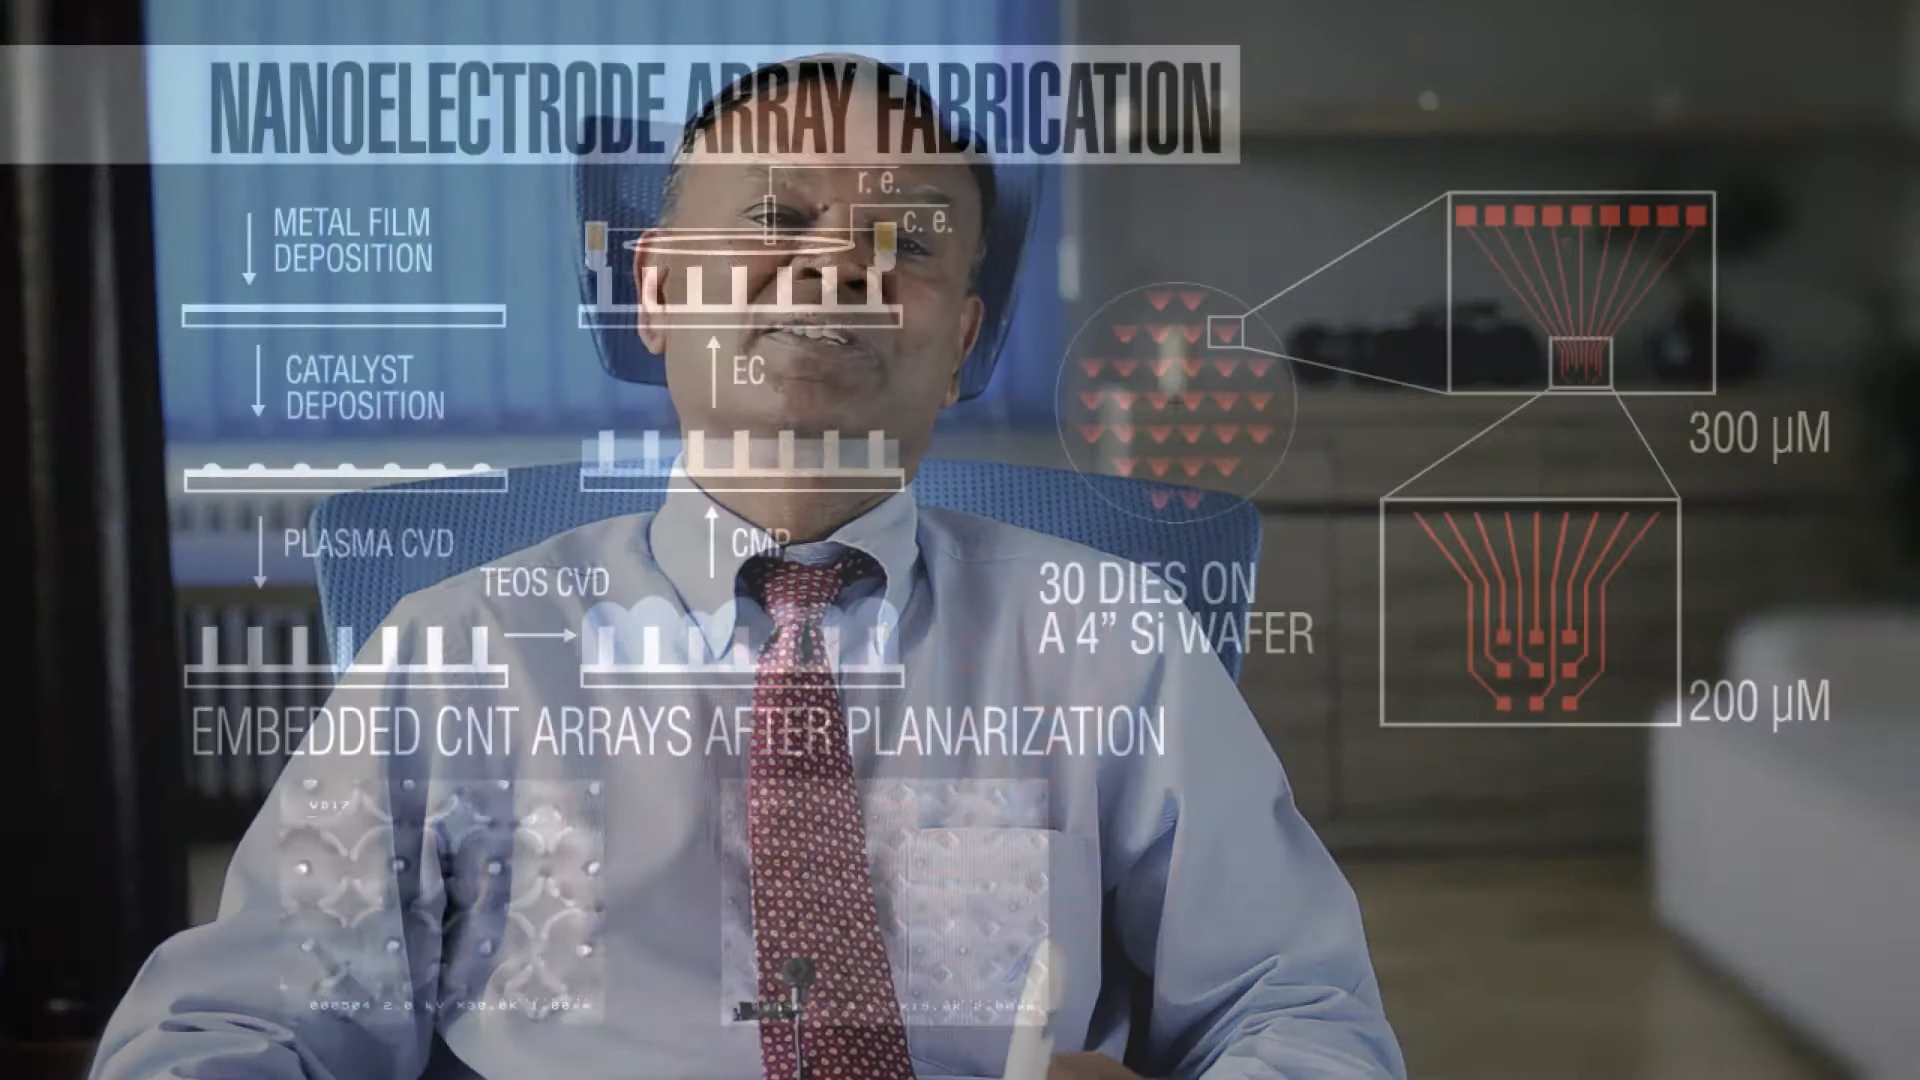 NANOELECTRODE ARRAY FABRICATION
METAL FILM
DEPOSITION
r. e.
c. e.
CATALYST
DEPOSITION
EC
300 µM
PLASMA CVD
CMP
TEOS CVD
30 DIES ON
A 4” Si WAFER
200 µM
EMBEDDED CNT ARRAYS AFTER PLANARIZATION